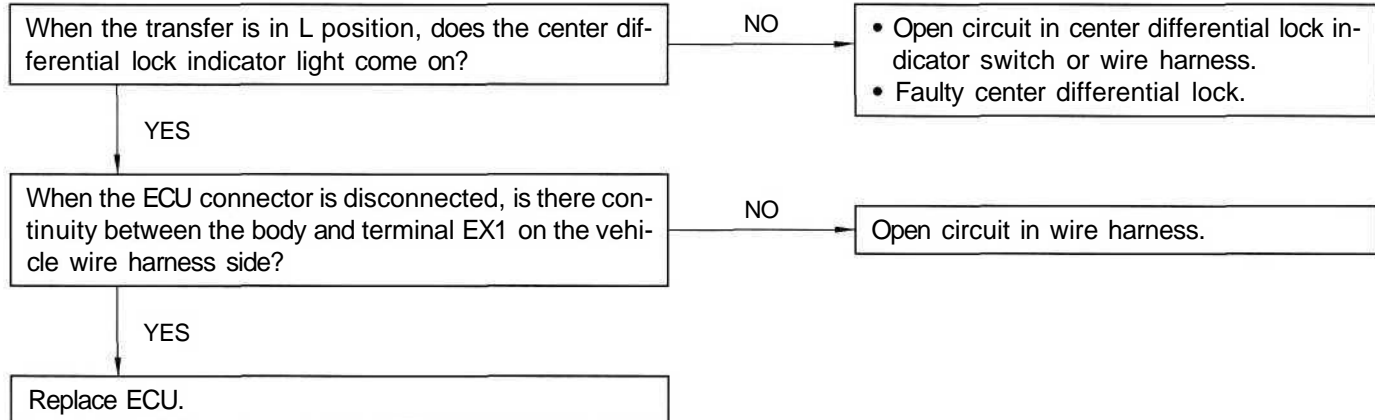 When the transfer is in L position, does the center dif-
ferential lock indicator light come on?
NO
• Open circuit in center differential lock in-
dicator switch or wire harness.
• Faulty center differential lock.
YES
When the ECU connector is disconnected, is there con-
tinuity between the body and terminal EX1 on the vehi-
cle wire harness side?
NO
Open circuit in wire harness.
YES
Replace ECU.